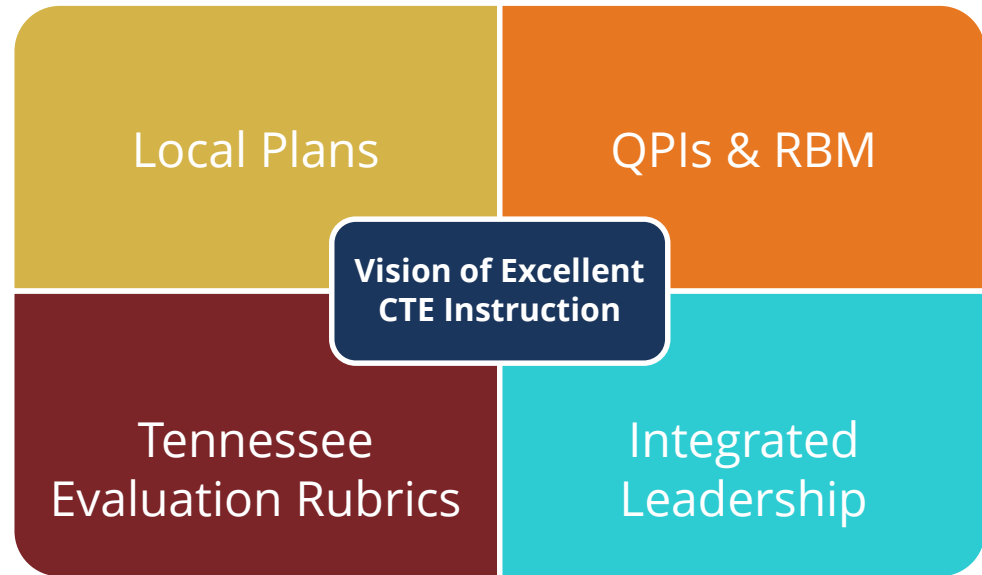 Local Plans
QPIs & RBM
Vision of Excellent
CTE Instruction
Tennessee
Evaluation Rubrics
Integrated
Leadership